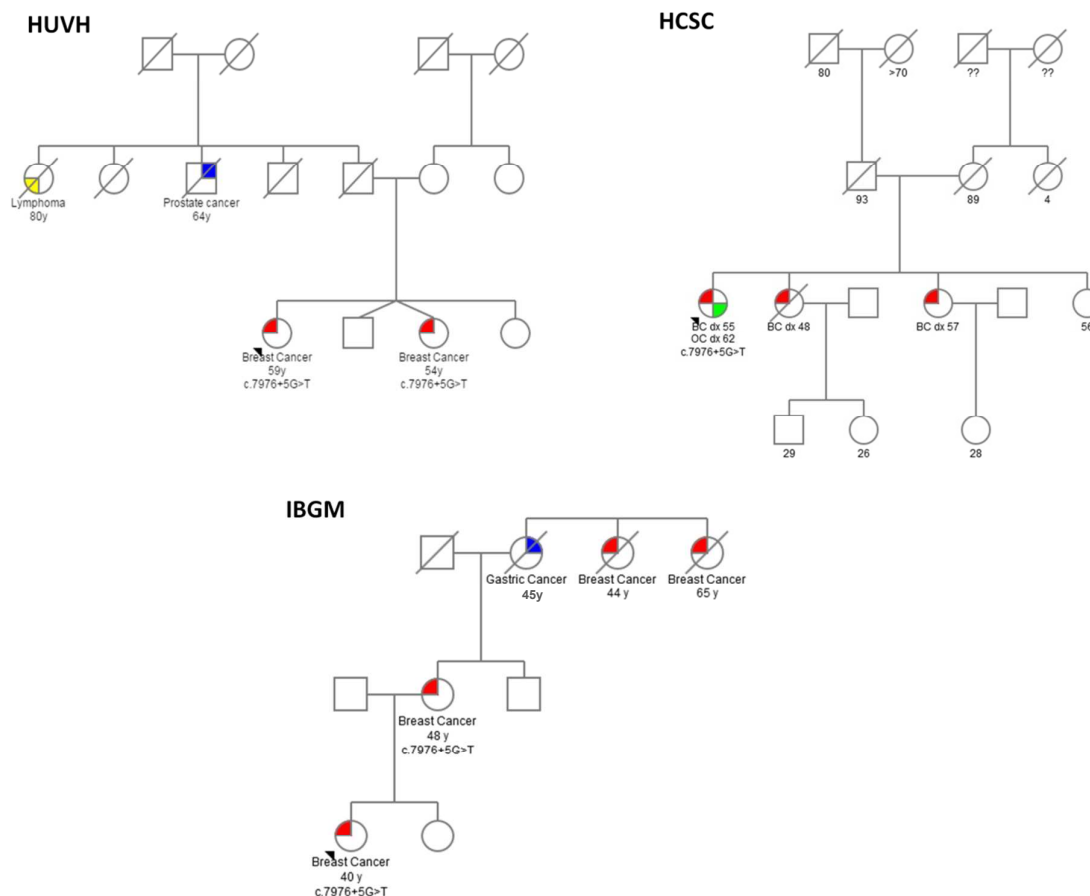 HUVH
Lymphoma
80y
Prostate cancer
64y
Breast Cancer
59y
c.7976+5G>T
Breast Cancer
54y
c.7976+5G>T
HCSC
80
>70
??
??
93
89
4
BC dx 55
OC dx 62
c.7976+5G>T
BC dx 48
BC dx 57
56
29
26
28
IBGM
Gastric Cancer
45y
Breast Cancer
44 y
Breast Cancer
65 y
Breast Cancer
48 y
c.7976+5G>T
Breast Cancer
40 y
c.7976+5G>T